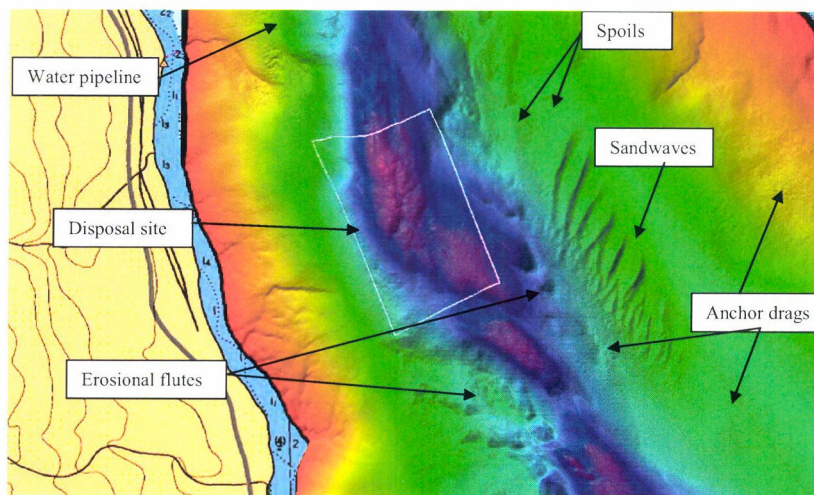 Water pipeline
Spoils
Sandwaves
Disposal site
Anchor drags
Erosional flutes